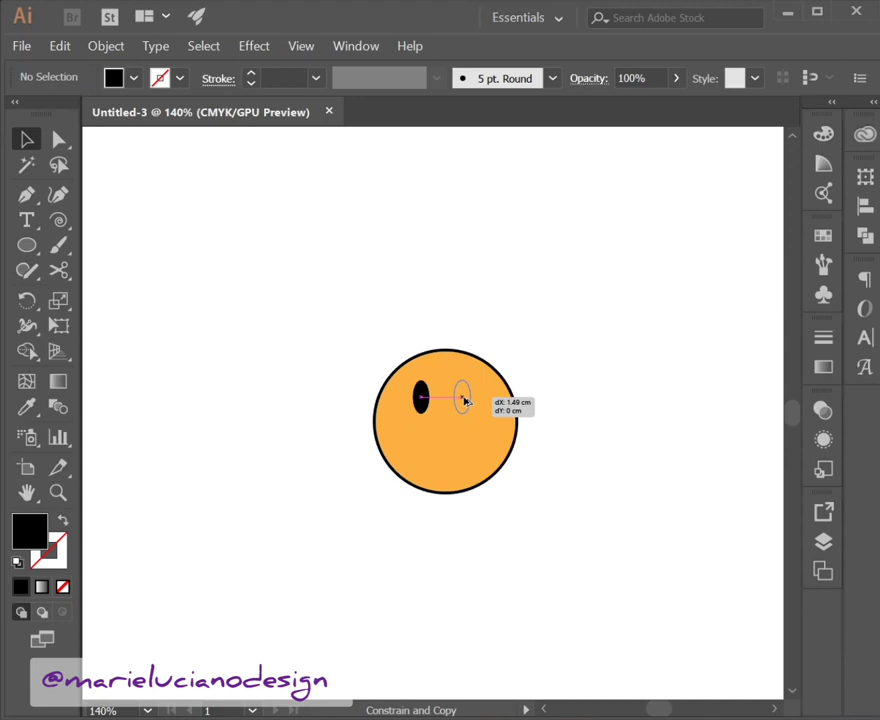 Ai Br St Essentials Search Adobe Stock
File Edit Object Type Select Effect View Window Help
No Selection Stroke: 5 pt. Round Opacity: 100% Style:
Untitled-3 @ 140% (CMYK/GPU Preview)
dX: 1.49 cm
dY: 0 cm
@marielucianodesign
140% 1 Constrain and Copy